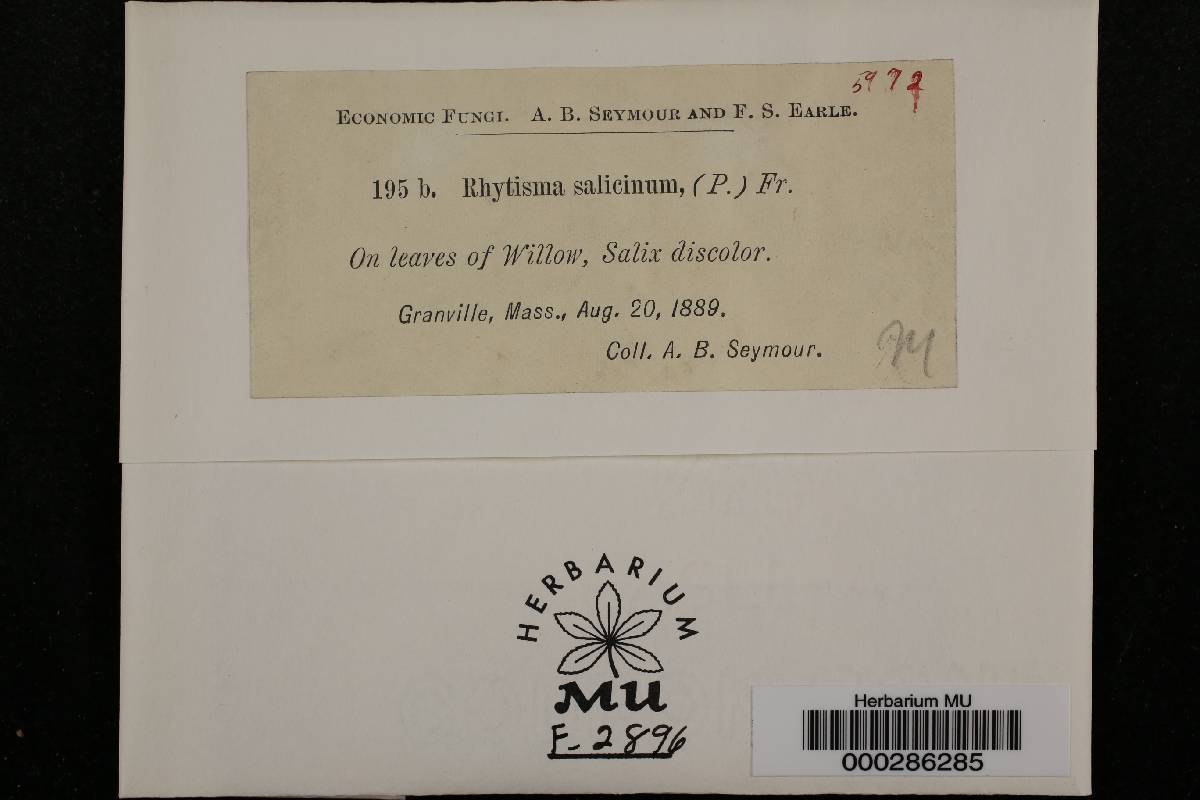 5972
Economic Fungi. A. B. Seymour and F. S. Earle.
195 b. Rhytisma salicinum, (P.) Fr.
On leaves of Willow, Salix discolor.
Granville, Mass., Aug. 20, 1889.
Coll. A. B. Seymour.
HERBARIUM
MU
F-2896
Herbarium MU
000286285